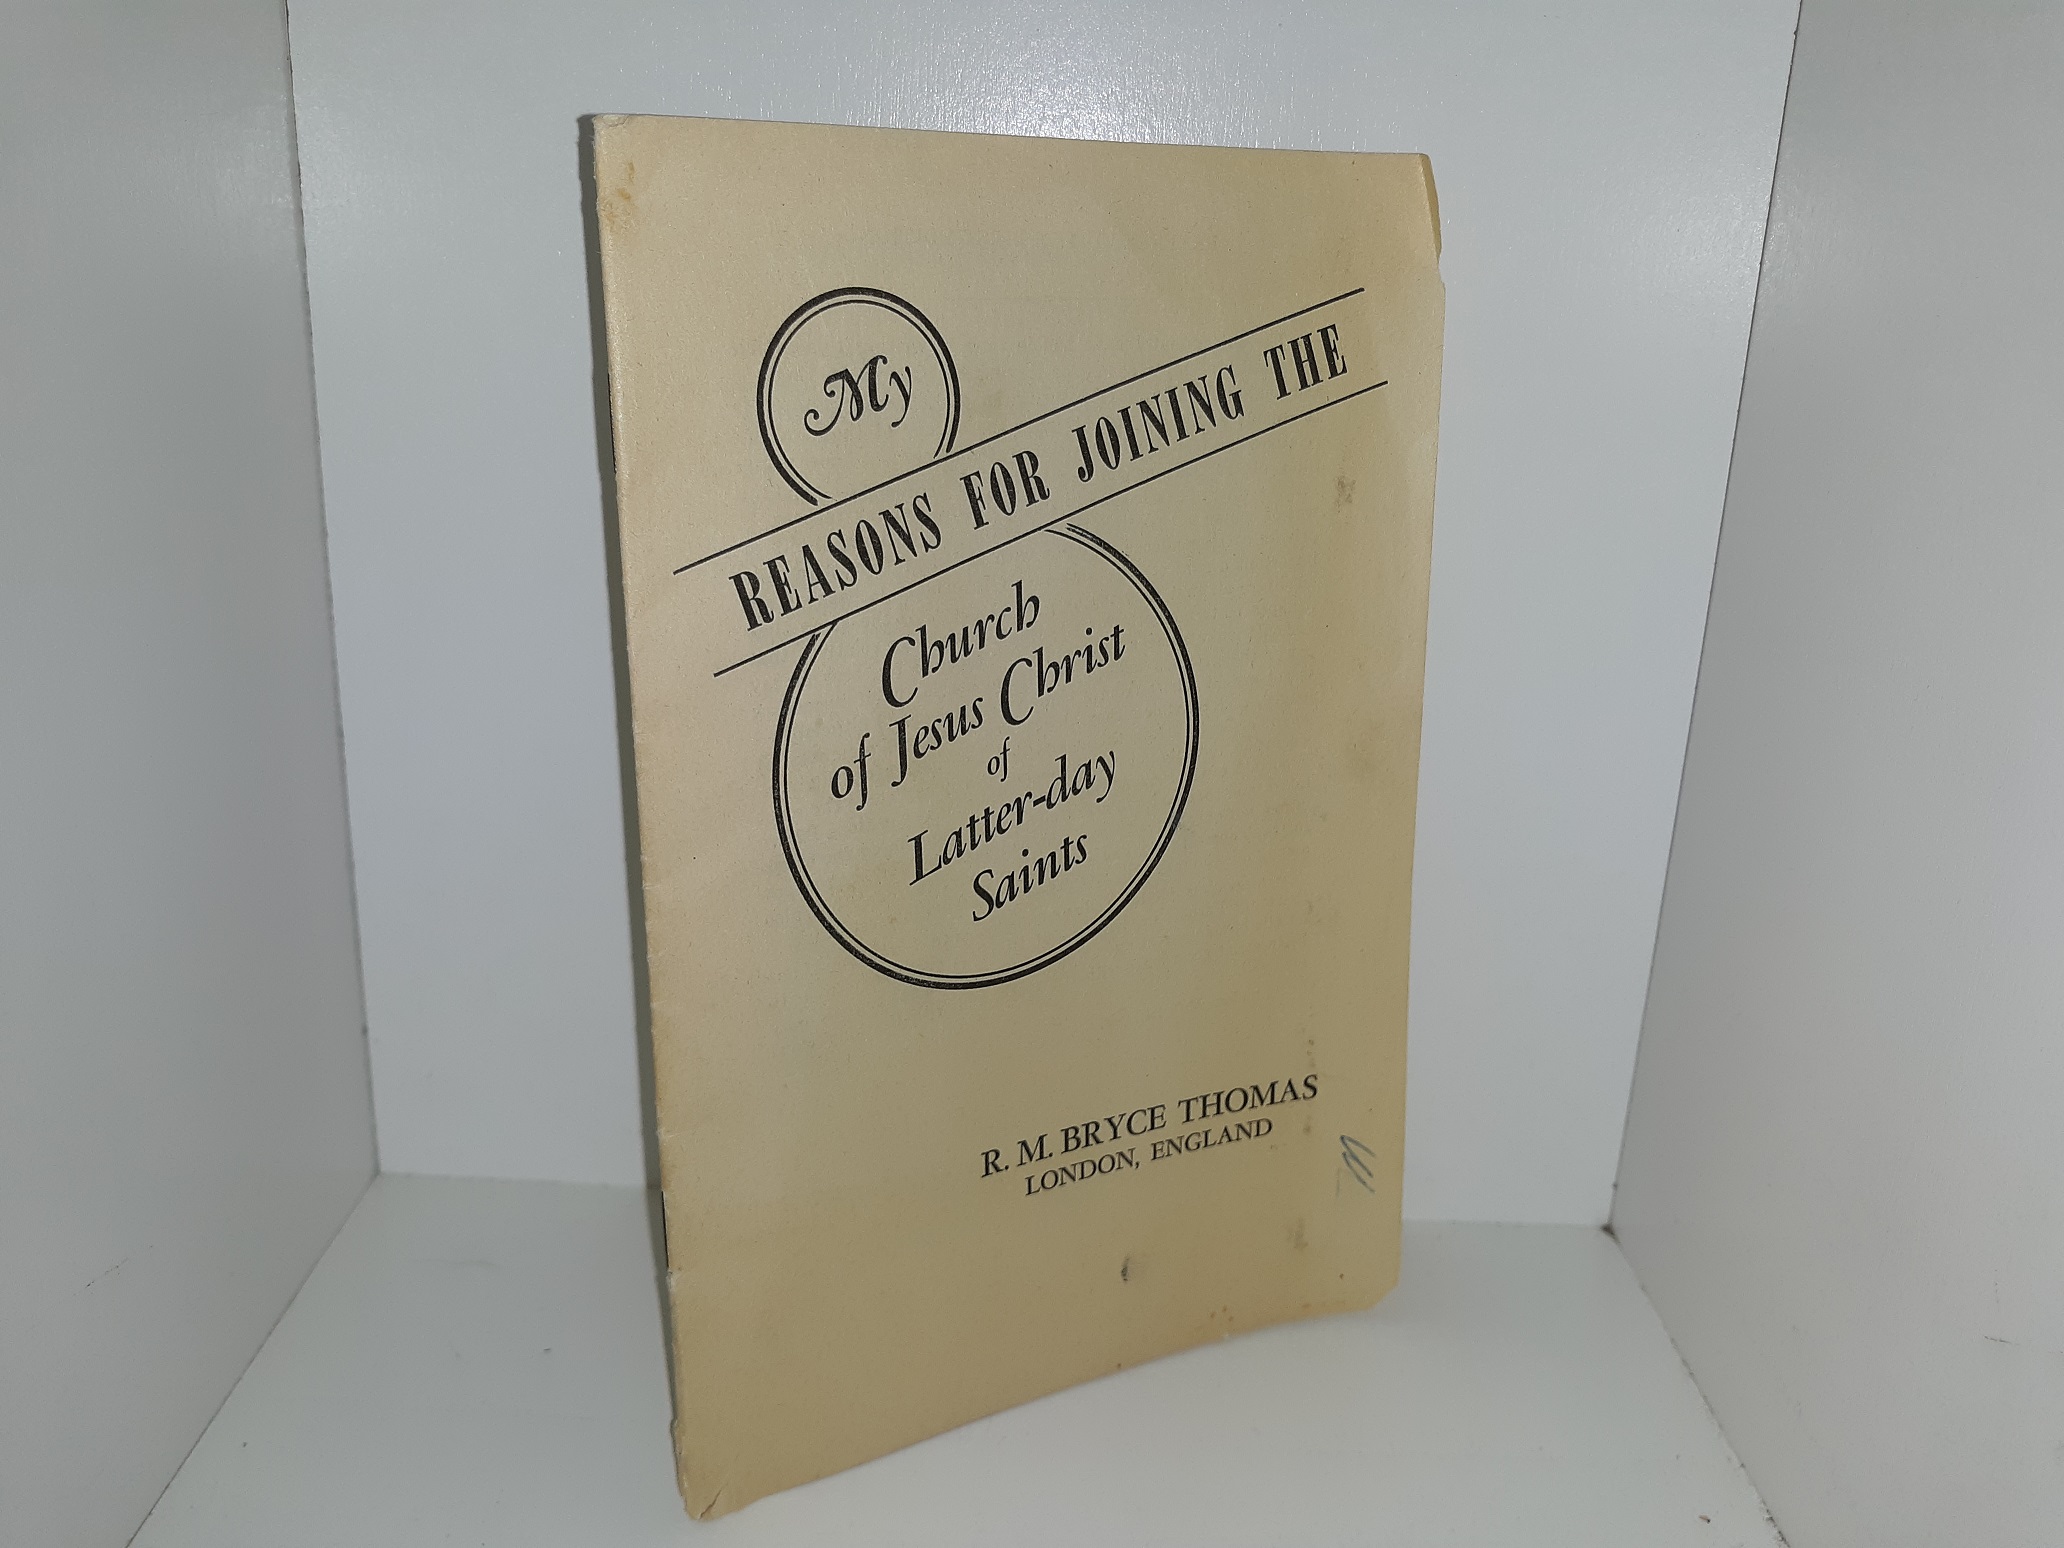 My
REASONS FOR JOINING THE
Church
of Jesus Christ
of
Latter-day
Saints
R. M. BRYCE THOMAS
LONDON, ENGLAND